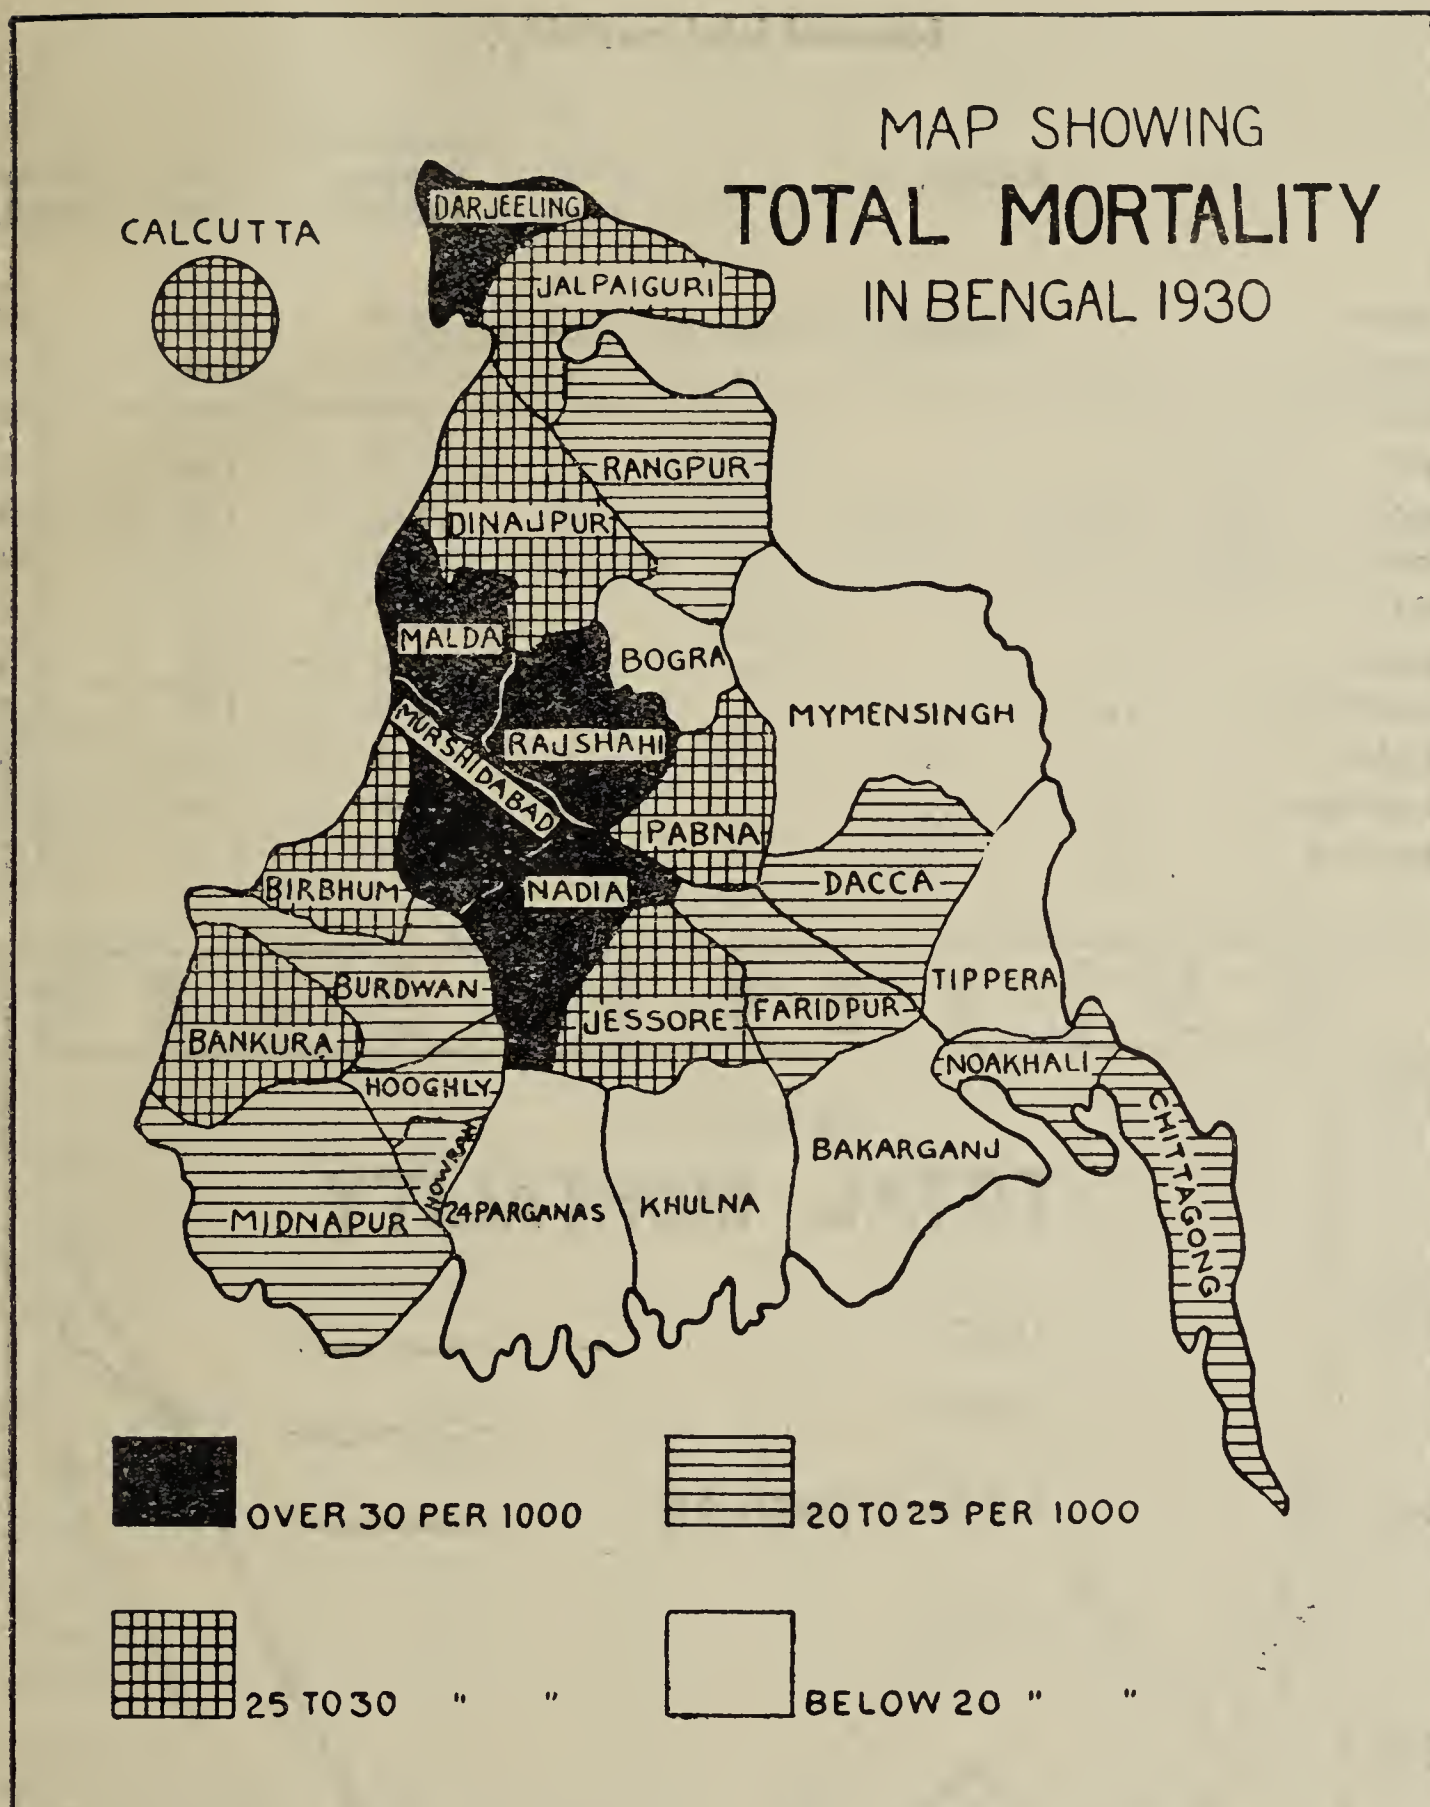 MAP SHOWING
TOTAL MORTALITY
IN BENGAL 1930
CALCUTTA
DARJEELING
JALPAIGURI
RANGPUR
DINAJPUR
MALDA
BOGRA
MYMENSINGH
MURSHIDABAD
RAJSHAHI
PABNA
DACCA
BIRBHUM
NADIA
BURDWAN
TIPPERA
JESSORE
FARIDPUR
BANKURA
NOAKHALI
HOOGHLY
CHITTAGONG
HOWRAH
BAKARGANJ
MIDNAPUR
24 PARGANAS
KHULNA
OVER 30 PER 1000
20 TO 25 PER 1000
25 TO 30 " "
BELOW 20 " "